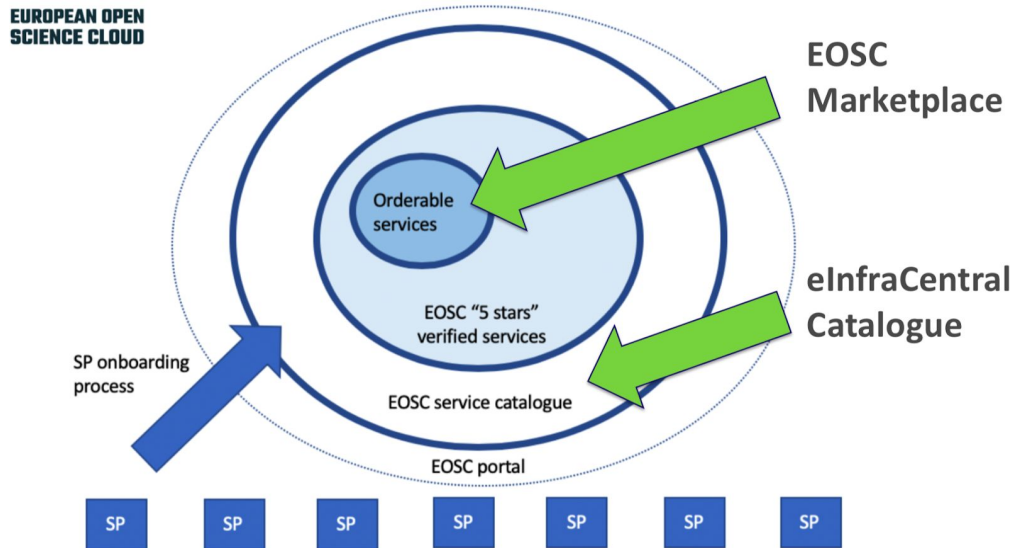 EUROPEAN OPEN
SCIENCE CLOUD
EOSC
Marketplace
Orderable
services
eInfraCentral
Catalogue
EOSC “5 stars”
verified services
SP onboarding
process
EOSC service catalogue
EOSC portal
SP SP SP SP SP SP SP